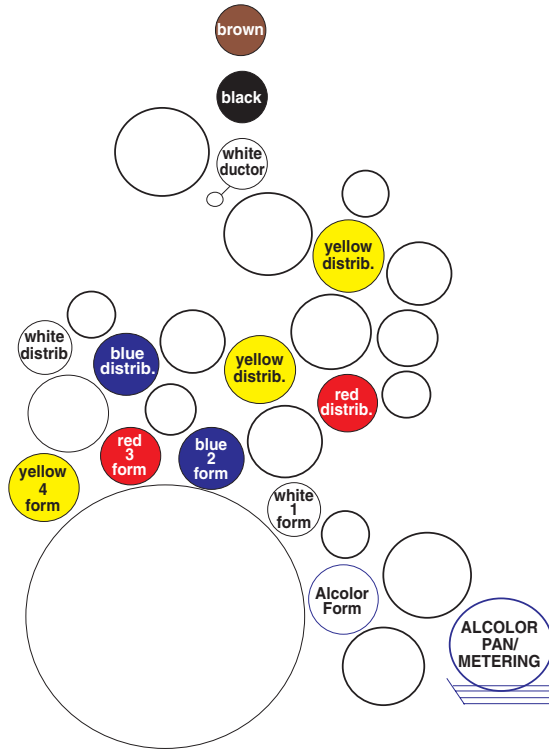 brown
black
white
ductor
yellow
distrib.
white
distrib
blue
distrib.
yellow
distrib.
red
distrib.
red
3
form
blue
2
form
yellow
4
form
white
1
form
Alcolor
Form
ALCOLOR
PAN/
METERING